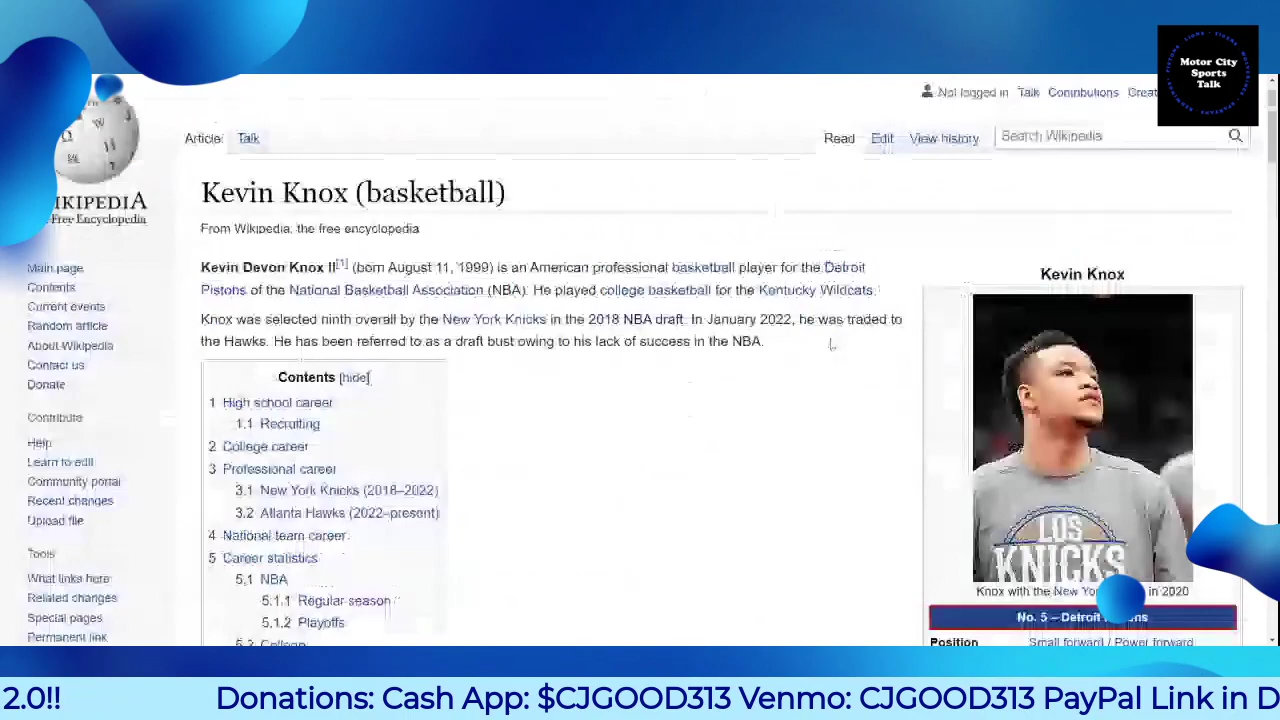 Motor City
Sports
Talk
Not logged in Talk Contributions
Article Talk
Read Edit View history
Search Wikipedia
Kevin Knox (basketball)
From Wikipedia, the free encyclopedia
Main page
Contents
Current events
Random article
About Wikipedia
Contact us
Donate
Contribute
Help
Learn to edit
Community portal
Recent changes
Upload file
Tools
What links here
Related changes
Special pages
Permanent link
Kevin Devon Knox II[1] (born August 11, 1999) is an American professional basketball player for the Detroit
Pistons of the National Basketball Association (NBA). He played college basketball for the Kentucky Wildcats.
Knox was selected ninth overall by the New York Knicks in the 2018 NBA draft. In January 2022, he was traded to
the Hawks. He has been referred to as a draft bust owing to his lack of success in the NBA.
Contents [hide]
1 High school career
1.1 Recruiting
2 College career
3 Professional career
3.1 New York Knicks (2018–2022)
3.2 Atlanta Hawks (2022–present)
4 National team career
5 Career statistics
5.1 NBA
5.1.1 Regular season
5.1.2 Playoffs
5.2 College
Kevin Knox
LOS
KNICKS
Knox with the New Yor in 2020
No. 5 – Detroit
Position Small forward / Power forward
2.0!! Donations: Cash App: $CJGOOD313 Venmo: CJGOOD313 PayPal Link in D